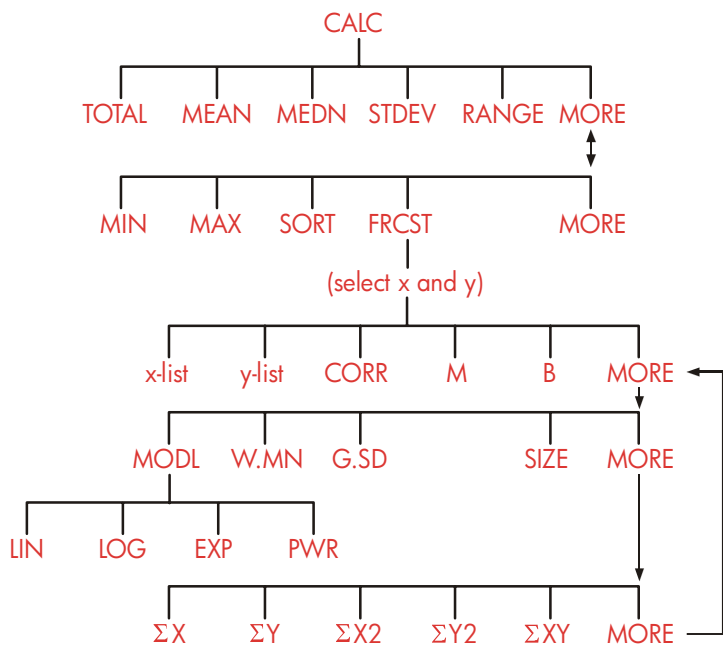 CALC
TOTAL MEAN MEDN STDEV RANGE MORE
MIN MAX SORT FRCST MORE
(select x and y)
x-list y-list CORR M B MORE
MODL W.MN G.SD SIZE MORE
LIN LOG EXP PWR
ΣX ΣY ΣX2 ΣY2 ΣXY MORE